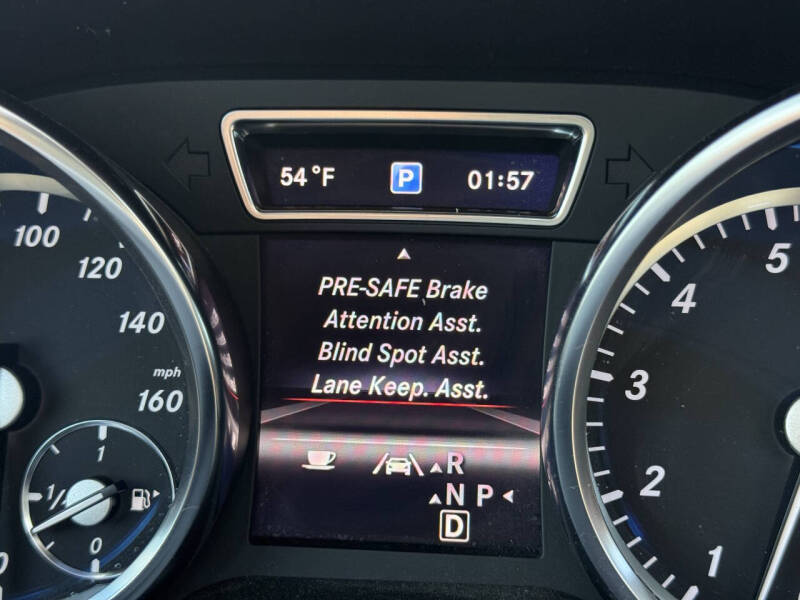 54°F P 01:57
PRE-SAFE Brake
Attention Asst.
Blind Spot Asst.
Lane Keep. Asst.
R
N P
D
100
120
140
mph
160
1
1/
0
5
4
3
2
1